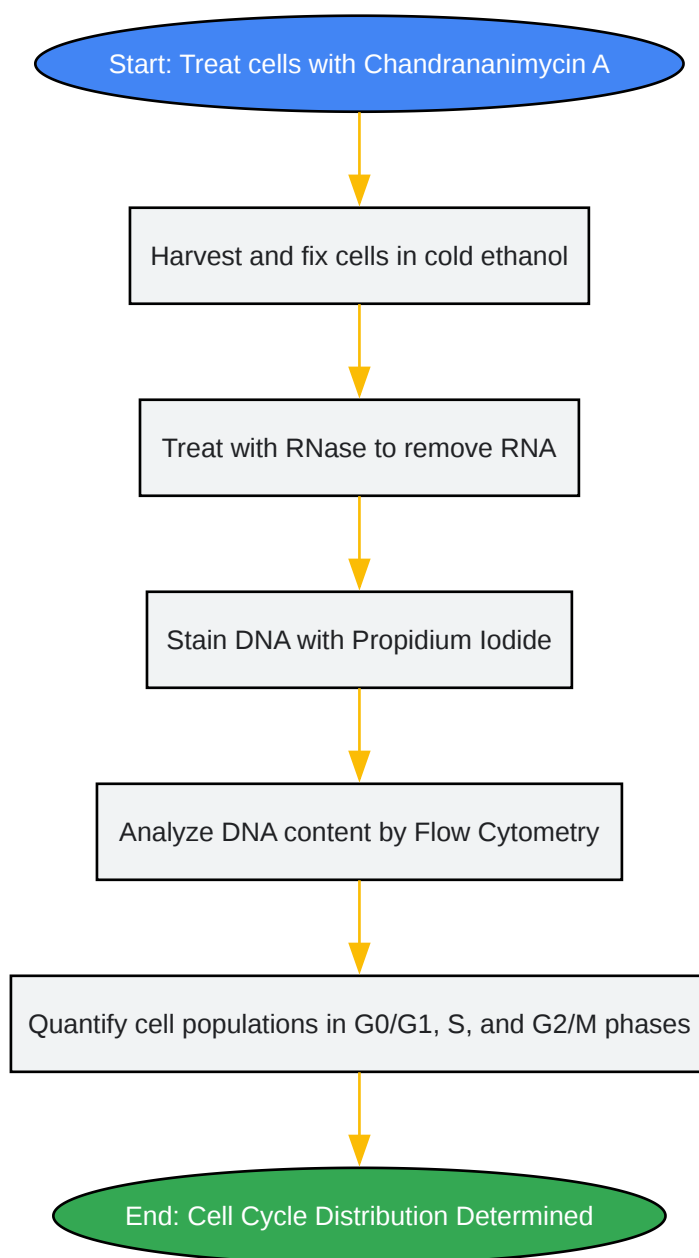 Start: Treat cells with Chandrananimycin A
Harvest and fix cells in cold ethanol
Treat with RNase to remove RNA
Stain DNA with Propidium Iodide
Analyze DNA content by Flow Cytometry
Quantify cell populations in G0/G1, S, and G2/M phases
End: Cell Cycle Distribution Determined